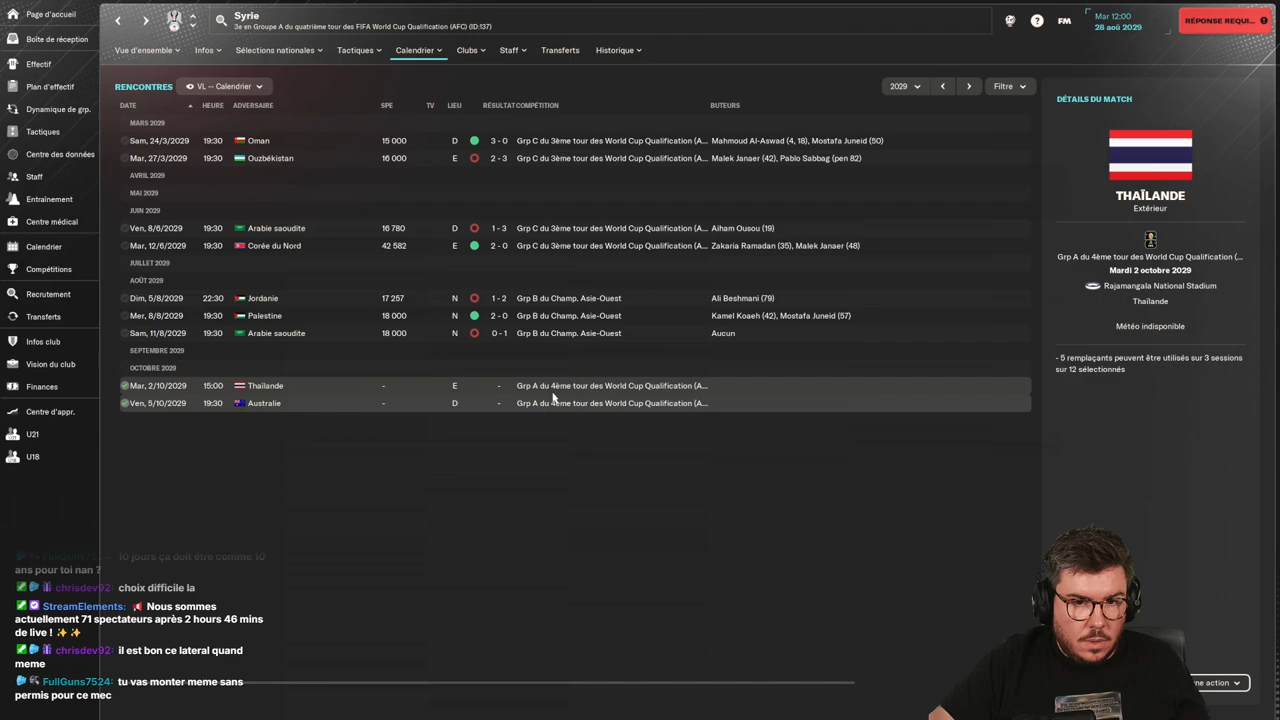 Page d'accueil
Boîte de réception
Effectif
Plan d'effectif
Dynamique de grp.
Tactiques
Centre des données
Staff
Entraînement
Centre médical
Calendrier
Compétitions
Recrutement
Transferts
Infos club
Vision du club
Finances
Centre d'appr.
U21
U18
Syrie
3e en Groupe A du quatrième tour des FIFA World Cup Qualification (AFC) (ID:137)
FM
Mar 12:00
28 aoû 2029
RÉPONSE REQUI...
Vue d'ensemble Infos Sélections nationales Tactiques Calendrier Clubs Staff Transferts Historique
RENCONTRES VL -- Calendrier 2029 Filtre
DATE HEURE ADVERSAIRE SPE TV LIEU RÉSULTAT COMPÉTITION BUTEURS
MARS 2029
Sam, 24/3/2029 19:30 Oman 15 000 D 3 - 0 Grp C du 3ème tour des World Cup Qualification (A... Mahmoud Al-Aswad (4, 18), Mostafa Juneid (50)
Mar, 27/3/2029 19:30 Ouzbékistan 16 000 E 2 - 3 Grp C du 3ème tour des World Cup Qualification (A... Malek Janaer (42), Pablo Sabbag (pen 82)
AVRIL 2029
MAI 2029
JUIN 2029
Ven, 8/6/2029 19:30 Arabie saoudite 16 780 D 1 - 3 Grp C du 3ème tour des World Cup Qualification (A... Aiham Ousou (19)
Mar, 12/6/2029 19:30 Corée du Nord 42 582 E 2 - 0 Grp C du 3ème tour des World Cup Qualification (A... Zakaria Ramadan (35), Malek Janaer (48)
JUILLET 2029
AOÛT 2029
Dim, 5/8/2029 22:30 Jordanie 17 257 N 1 - 2 Grp B du Champ. Asie-Ouest Ali Beshmani (79)
Mer, 8/8/2029 19:30 Palestine 18 000 N 2 - 0 Grp B du Champ. Asie-Ouest Kamel Koaeh (42), Mostafa Juneid (57)
Sam, 11/8/2029 19:30 Arabie saoudite 18 000 N 0 - 1 Grp B du Champ. Asie-Ouest Aucun
SEPTEMBRE 2029
OCTOBRE 2029
Mar, 2/10/2029 15:00 Thaïlande - E - Grp A du 4ème tour des World Cup Qualification (A...
Ven, 5/10/2029 19:30 Australie - D - Grp A du 4ème tour des World Cup Qualification (A...
DÉTAILS DU MATCH
THAÏLANDE
Extérieur
Grp A du 4ème tour des World Cup Qualification (...
Mardi 2 octobre 2029
Rajamangala National Stadium
Thaïlande
Météo indisponible
- 5 remplaçants peuvent être utilisés sur 3 sessions
sur 12 sélectionnés
FullGuns7524: 10 jours ça doit être comme 10
ans pour toi nan ?
chrisdev92: choix difficile la
StreamElements: Nous sommes
actuellement 71 spectateurs après 2 hours 46 mins
de live !
chrisdev92: il est bon ce lateral quand
meme
FullGuns7524: tu vas monter meme sans
permis pour ce mec
ne action